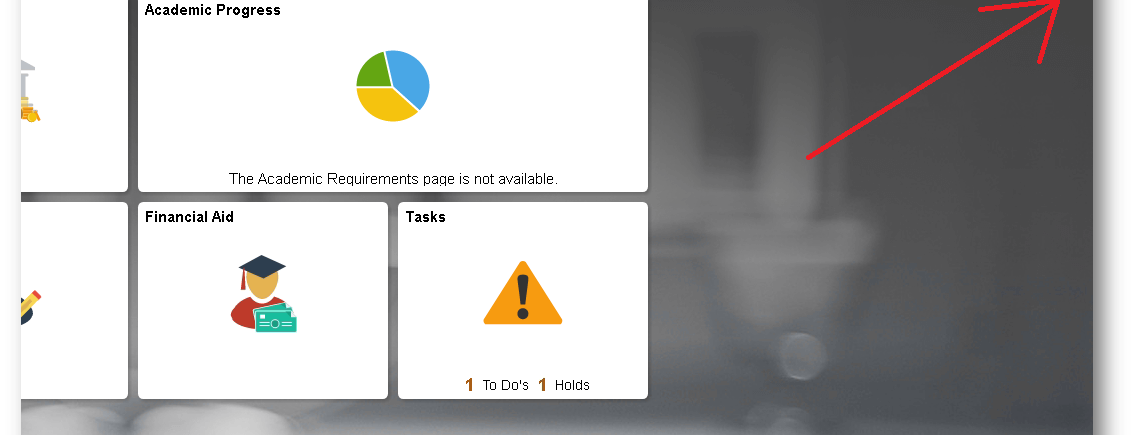 Academic Progress
The Academic Requirements page is not available.
Financial Aid
Tasks
1 To Do's 1 Holds